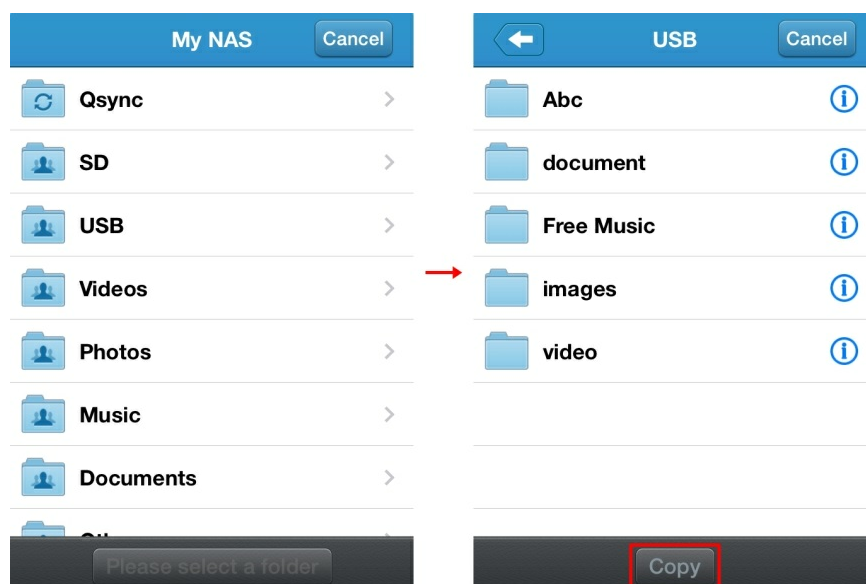 My NAS
Cancel
Qsync
SD
USB
Videos
Photos
Music
Documents
Please select a folder
USB
Cancel
Abc
document
Free Music
images
video
Copy